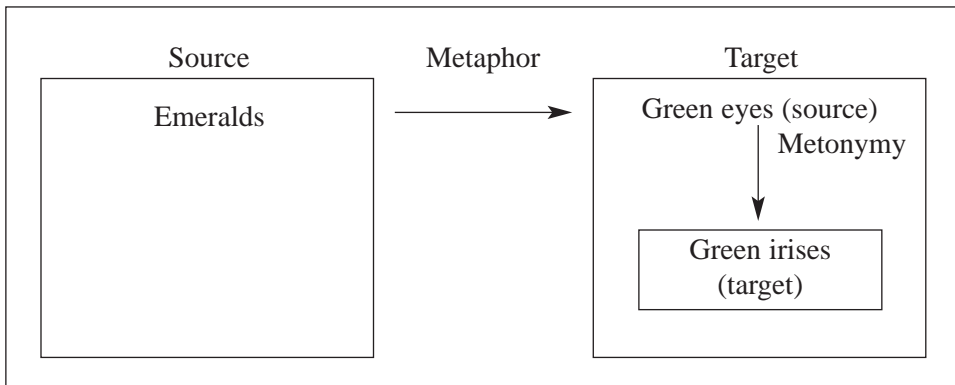 Source
Metaphor
Target
Emeralds
Green eyes (source)
Metonymy
Green irises
(target)